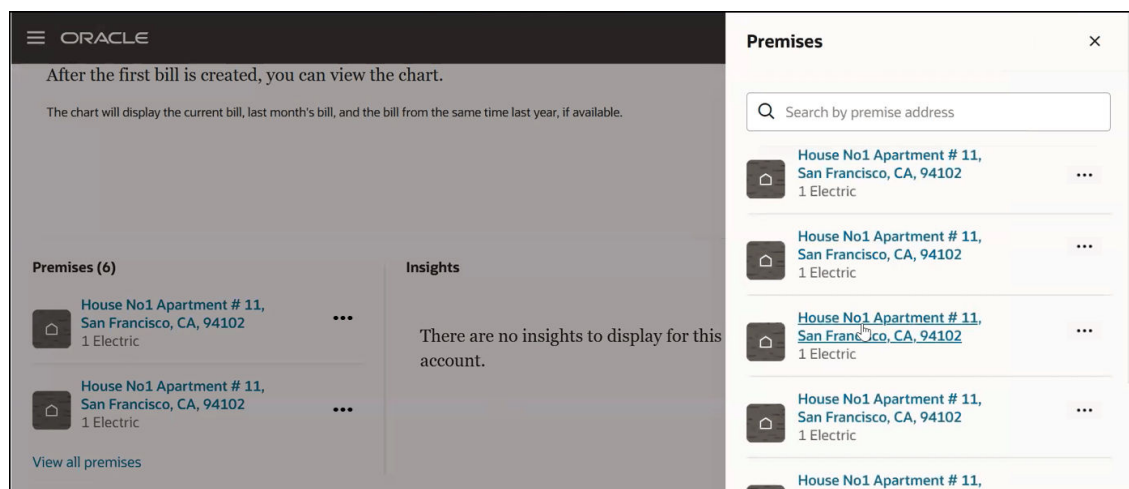 ORACLE
After the first bill is created, you can view the chart.
The chart will display the current bill, last month's bill, and the bill from the same time last year, if available.
Premises (6)
House No1 Apartment # 11,
San Francisco, CA, 94102
1 Electric
House No1 Apartment # 11,
San Francisco, CA, 94102
1 Electric
View all premises
Insights
There are no insights to display for this
account.
Premises
Search by premise address
House No1 Apartment # 11,
San Francisco, CA, 94102
1 Electric
House No1 Apartment # 11,
San Francisco, CA, 94102
1 Electric
House No1 Apartment # 11,
San Francisco, CA, 94102
1 Electric
House No1 Apartment # 11,
San Francisco, CA, 94102
1 Electric
House No1 Apartment # 11,